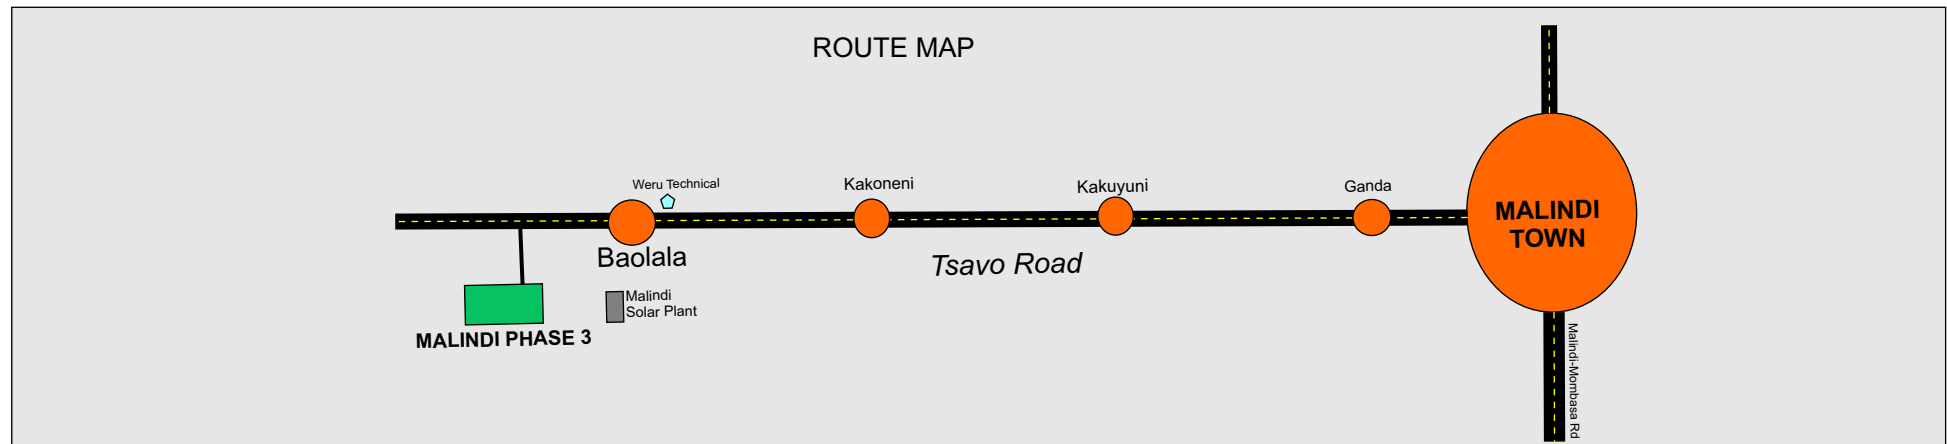 ROUTE MAP
Weru Technical
Kakoneni
Kakuyuni
Ganda
MALINDI
TOWN
Baolala
Tsavo Road
Malindi
Solar Plant
MALINDI PHASE 3
Malindi-Mombasa Rd